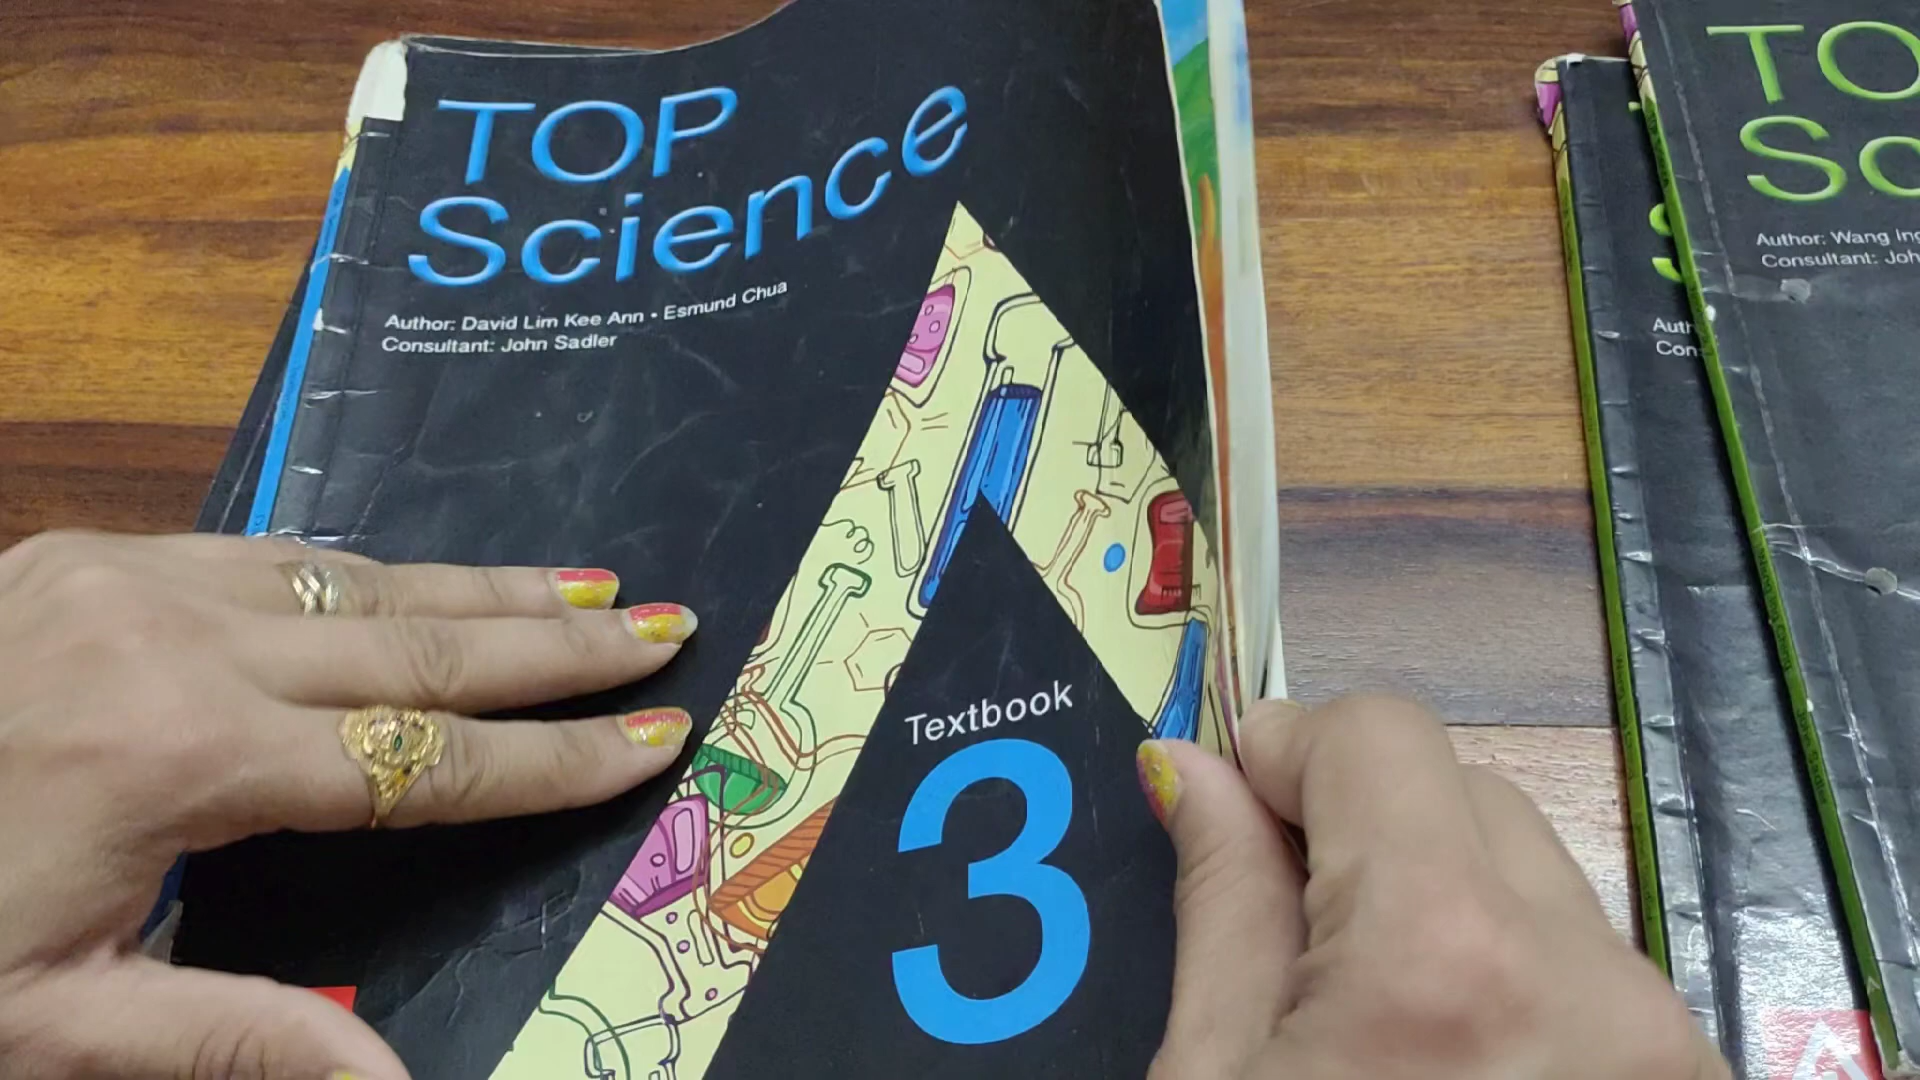 TOP
Science
Author: David Lim Kee Ann • Esmund Chua
Consultant: John Sadler
Textbook
3
TO
Sc
Author: Wang
Consultant: